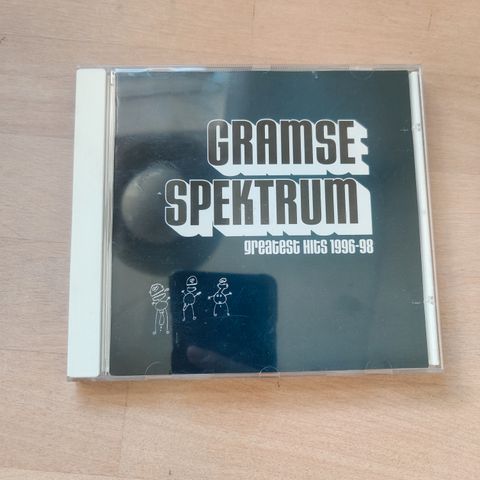 GRAMSE
SPEKTRUM
greatest Hits 1996-98